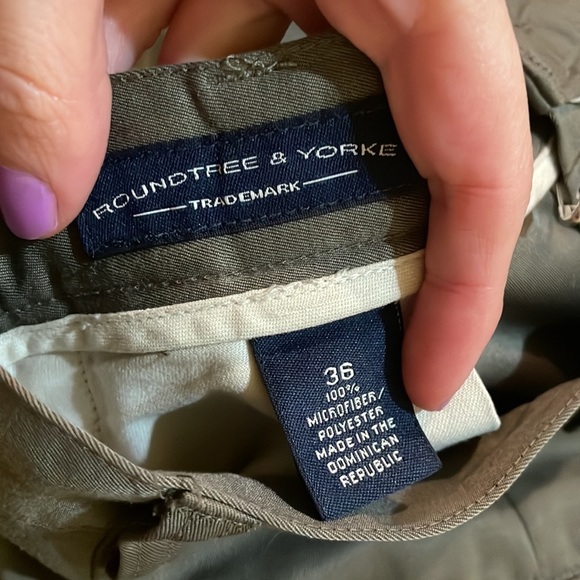 ROUNDTREE & YORKE
TRADEMARK
36
100%
MICROFIBER/
POLYESTER
MADE IN THE
DOMINICAN
REPUBLIC